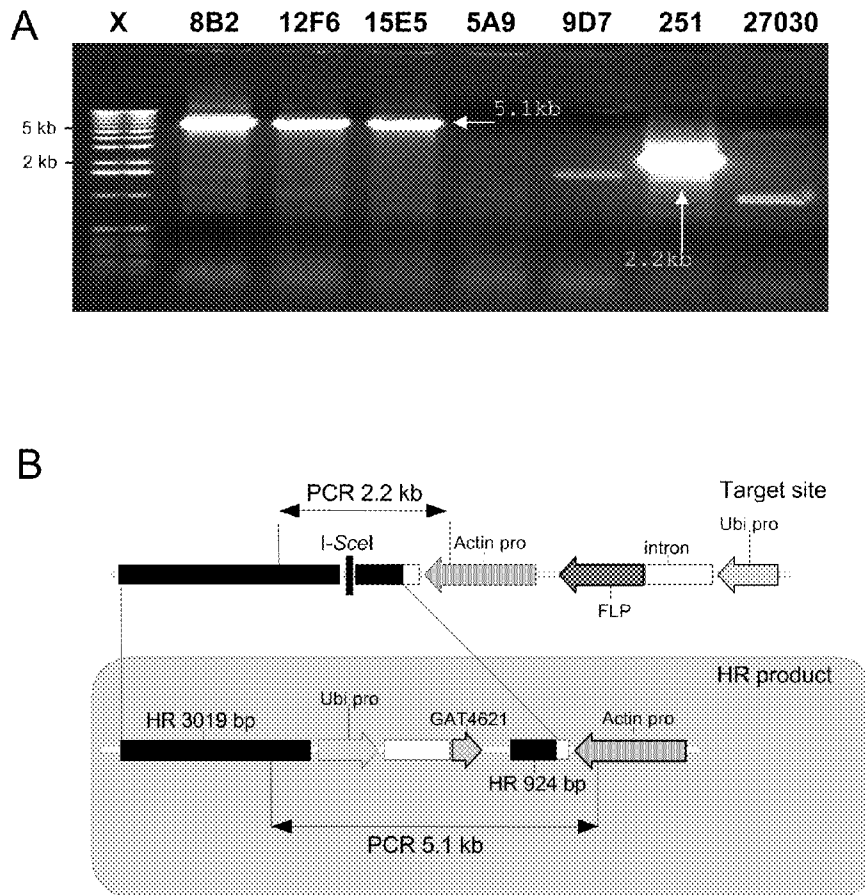 A
X 8B2 12F6 15E5 5A9 9D7 251 27030
5 kb
2 kb
5.1kb
2.2kb
B
PCR 2.2 kb
Target site
I-SceI
Actin pro
intron
Ubi pro
FLP
HR product
HR 3019 bp
Ubi pro
GAT4621
Actin pro
HR 924 bp
PCR 5.1 kb